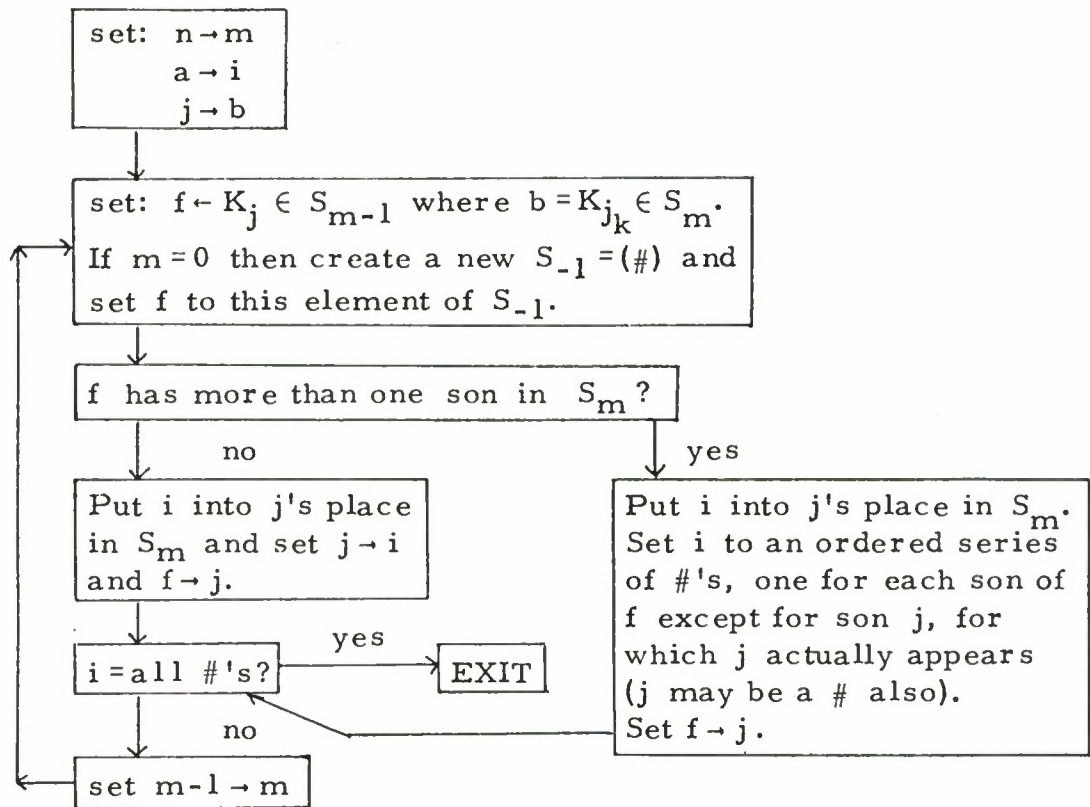 set: n → m
a → i
j → b
set: f ← K_j ∈ S_{m-1} where b = K_{j_k} ∈ S_m.
If m = 0 then create a new S_{-1} = (#) and
set f to this element of S_{-1}.
f has more than one son in S_m ?
no
yes
Put i into j's place
in S_m and set j → i
and f → j.
Put i into j's place in S_m.
Set i to an ordered series
of #'s, one for each son of
f except for son j, for
which j actually appears
(j may be a # also).
Set f → j.
i = all #'s?
yes
EXIT
no
set m-1 → m